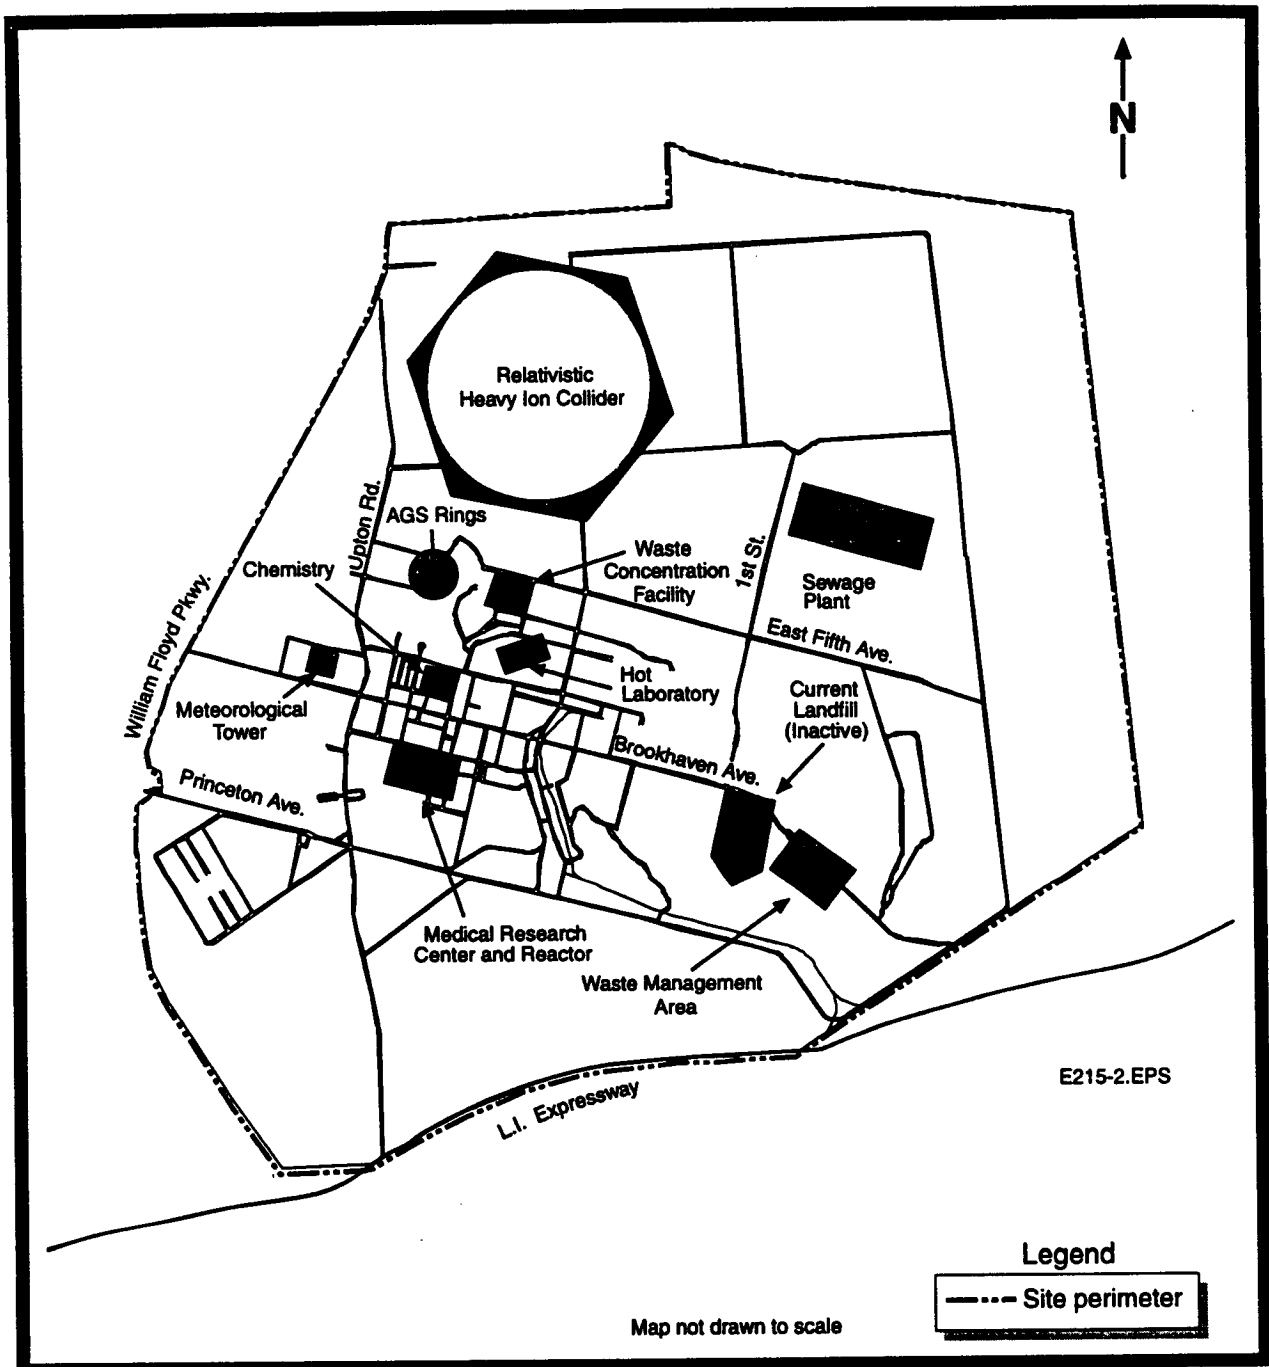 N
Relativistic
Heavy Ion Collider
Upton Rd.
AGS Rings
Waste
Concentration
Facility
1st St.
Sewage
Plant
Chemistry
William Floyd Pkwy.
East Fifth Ave.
Hot
Laboratory
Current
Landfill
(Inactive)
Meteorological
Tower
Brookhaven Ave.
Princeton Ave.
Medical Research
Center and Reactor
Waste Management
Area
E215-2.EPS
L.I. Expressway
Legend
Site perimeter
Map not drawn to scale